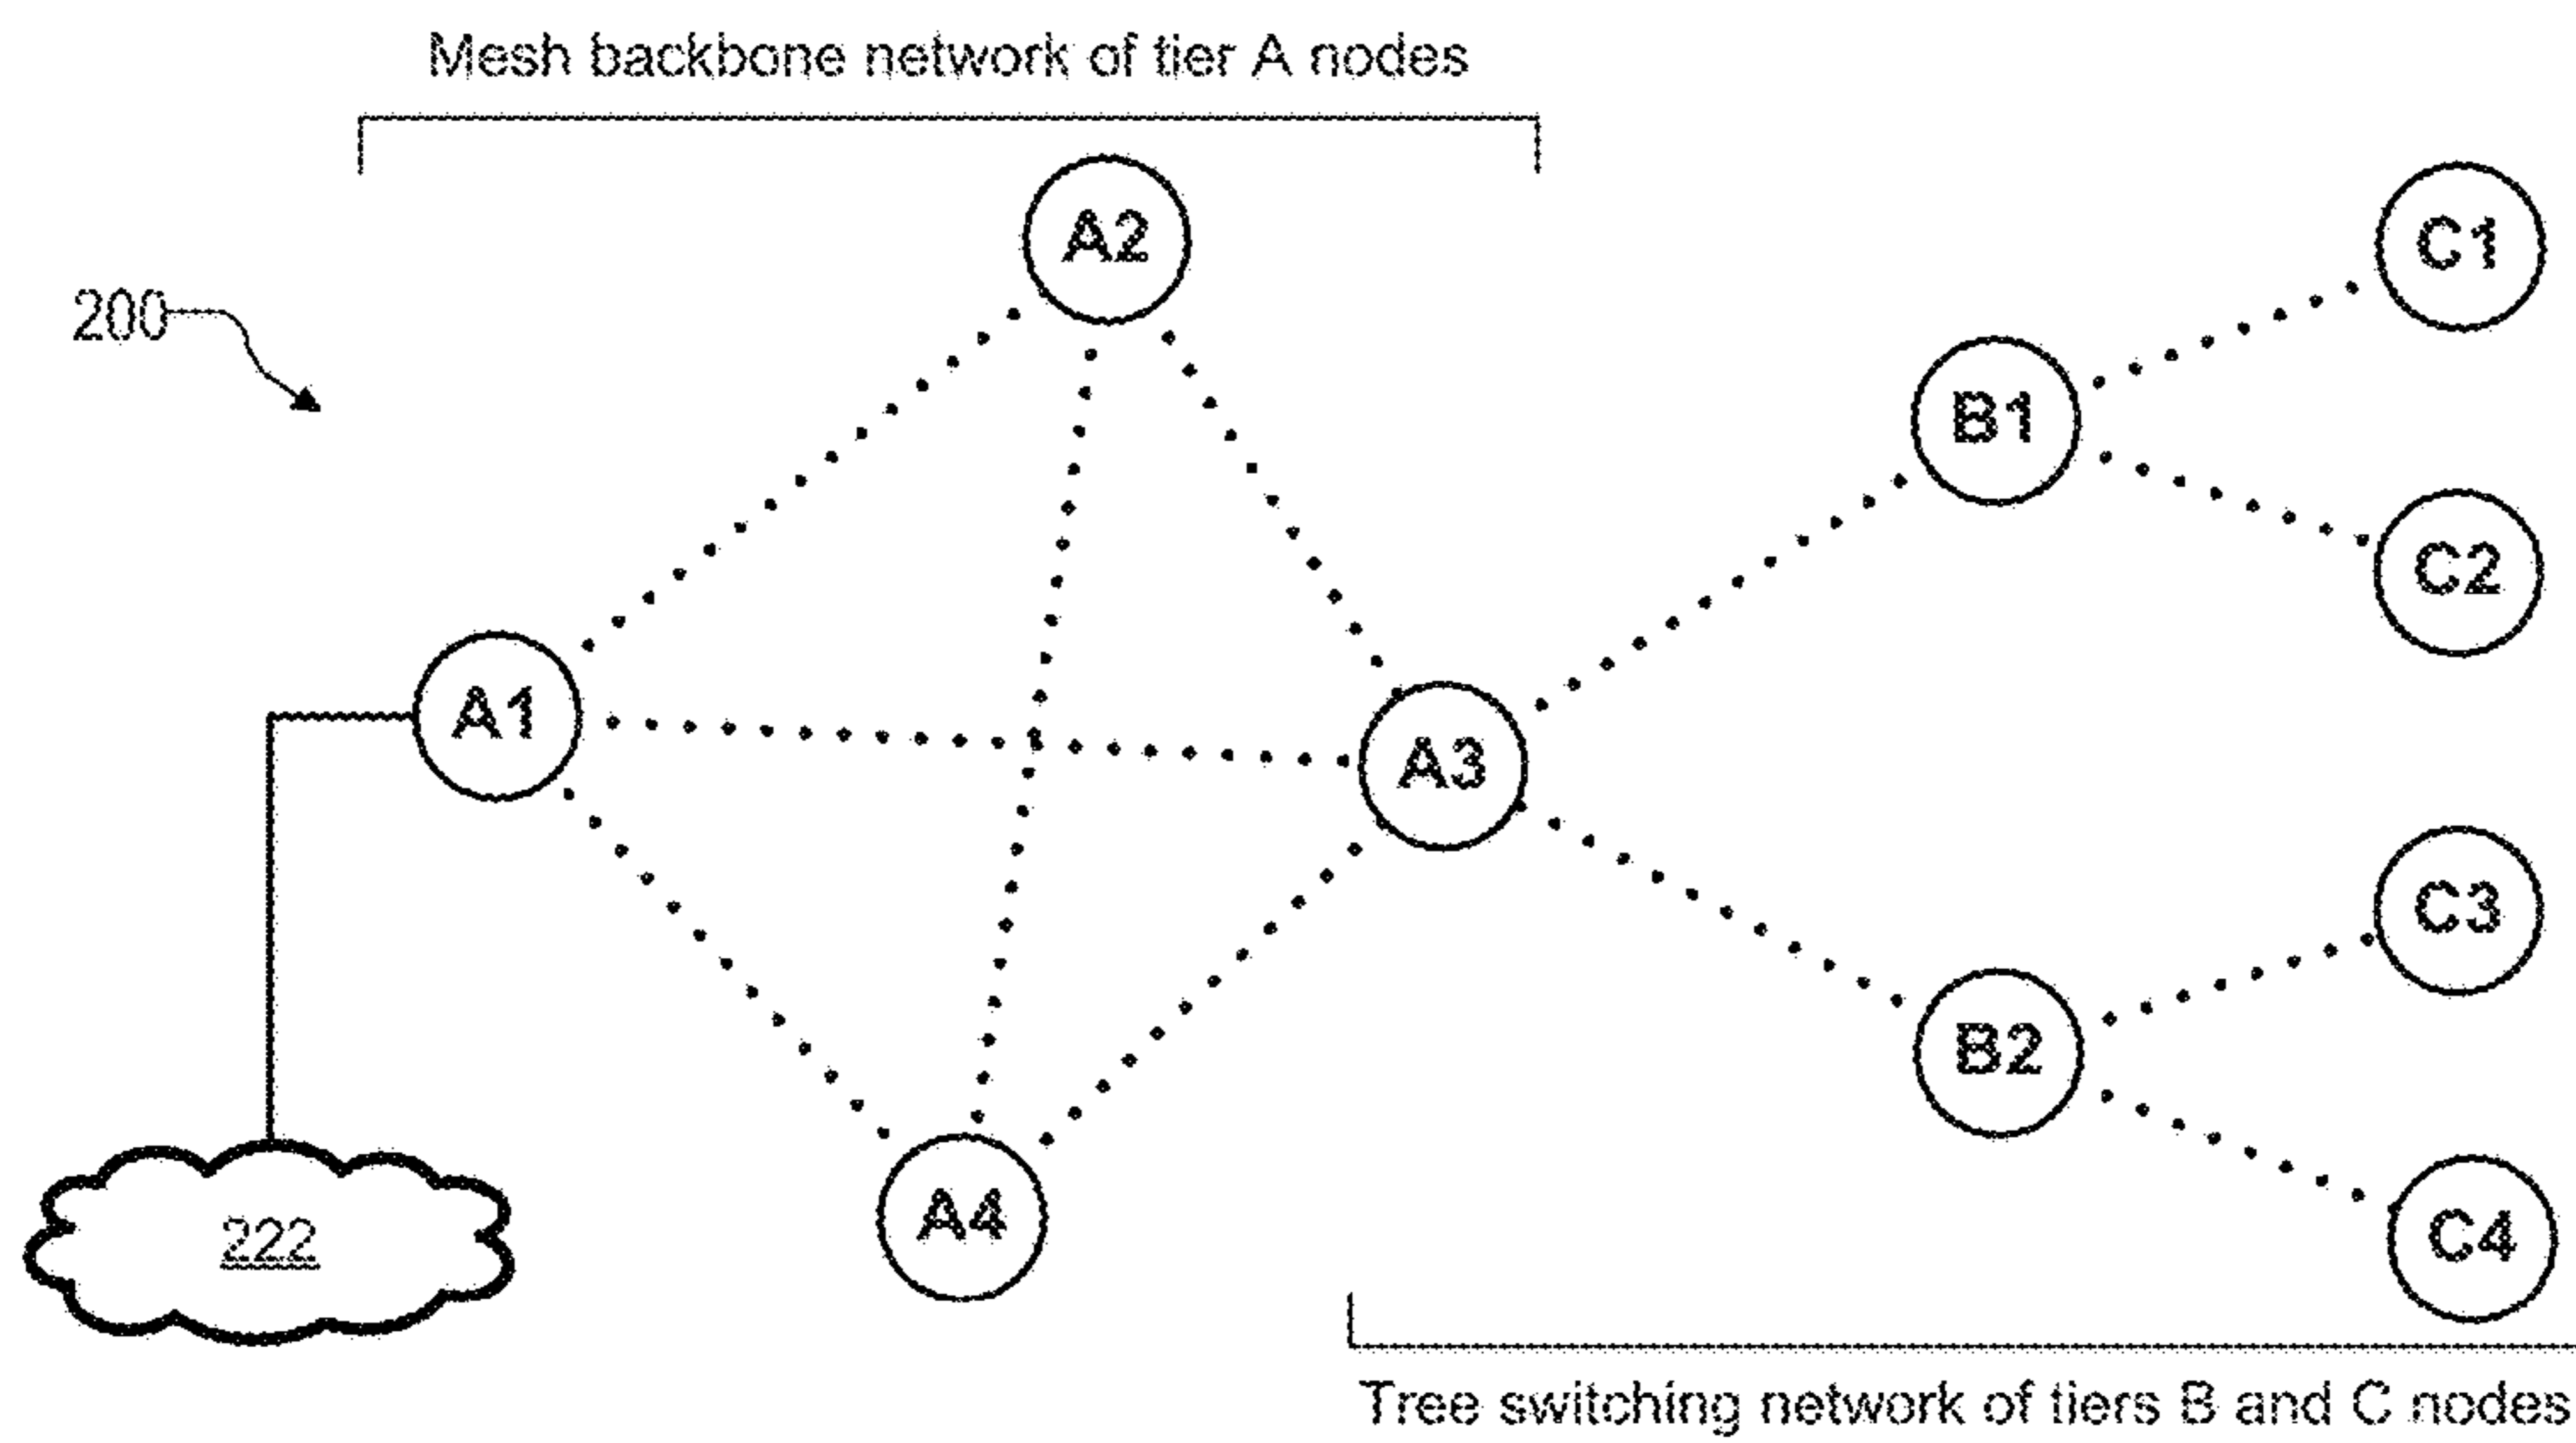 Mesh backbone network of tier A nodes
200
A2
C1
B1
C2
A1
A3
C3
B2
A4
C4
222
Tree switching network of tiers B and C nodes